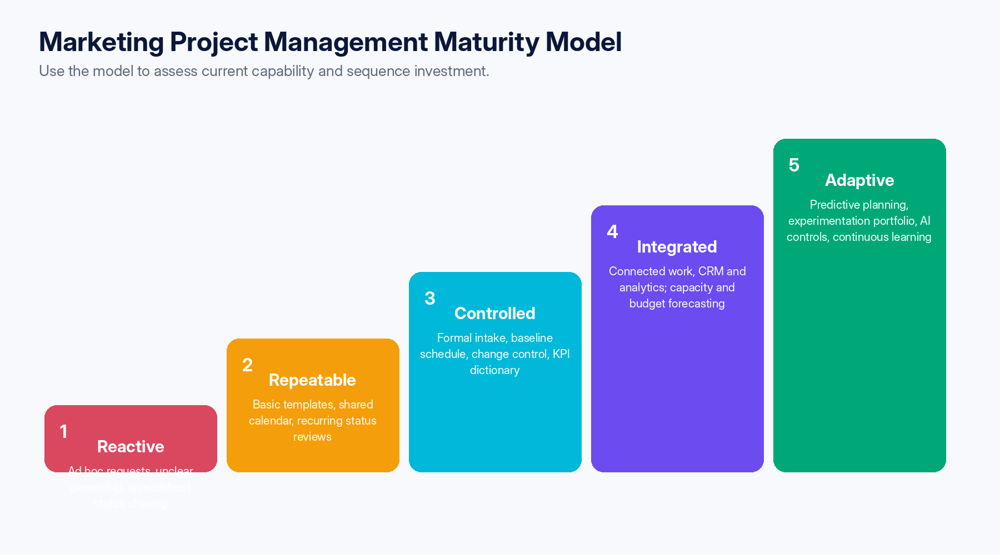 Marketing Project Management Maturity Model
Use the model to assess current capability and sequence investment.
1
Reactive
Ad hoc requests, unclear
ownership, spreadsheet
status chasing
2
Repeatable
Basic templates, shared
calendar, recurring status
reviews
3
Controlled
Formal intake, baseline
schedule, change control, KPI
dictionary
4
Integrated
Connected work, CRM and
analytics; capacity and
budget forecasting
5
Adaptive
Predictive planning,
experimentation portfolio, AI
controls, continuous learning